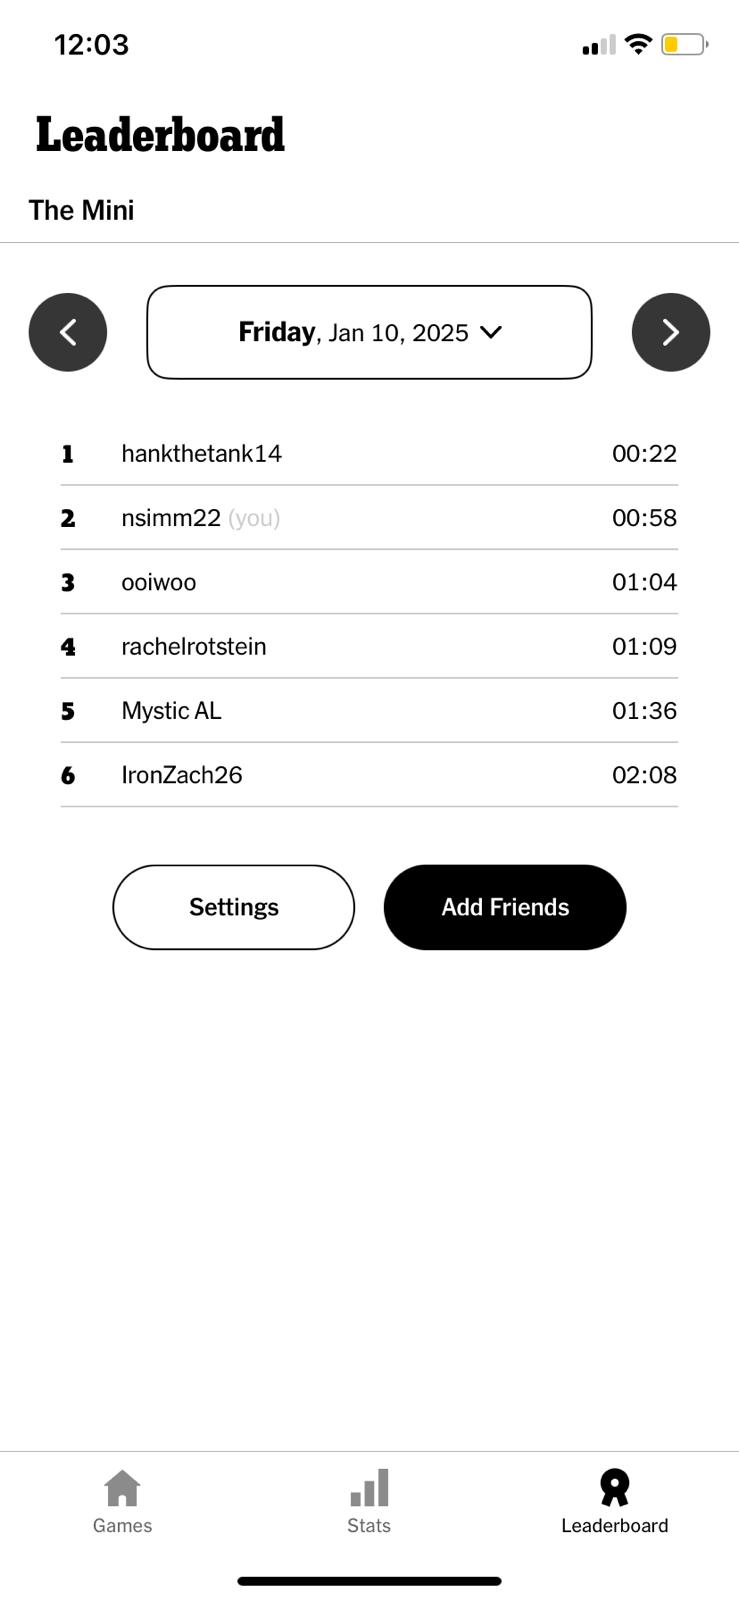 12:03
Leaderboard
The Mini
Friday, Jan 10, 2025
1 hankthetank14 00:22
2 nsimm22 (you) 00:58
3 ooiwoo 01:04
4 rachelrotstein 01:09
5 Mystic AL 01:36
6 IronZach26 02:08
Settings Add Friends
Games Stats Leaderboard